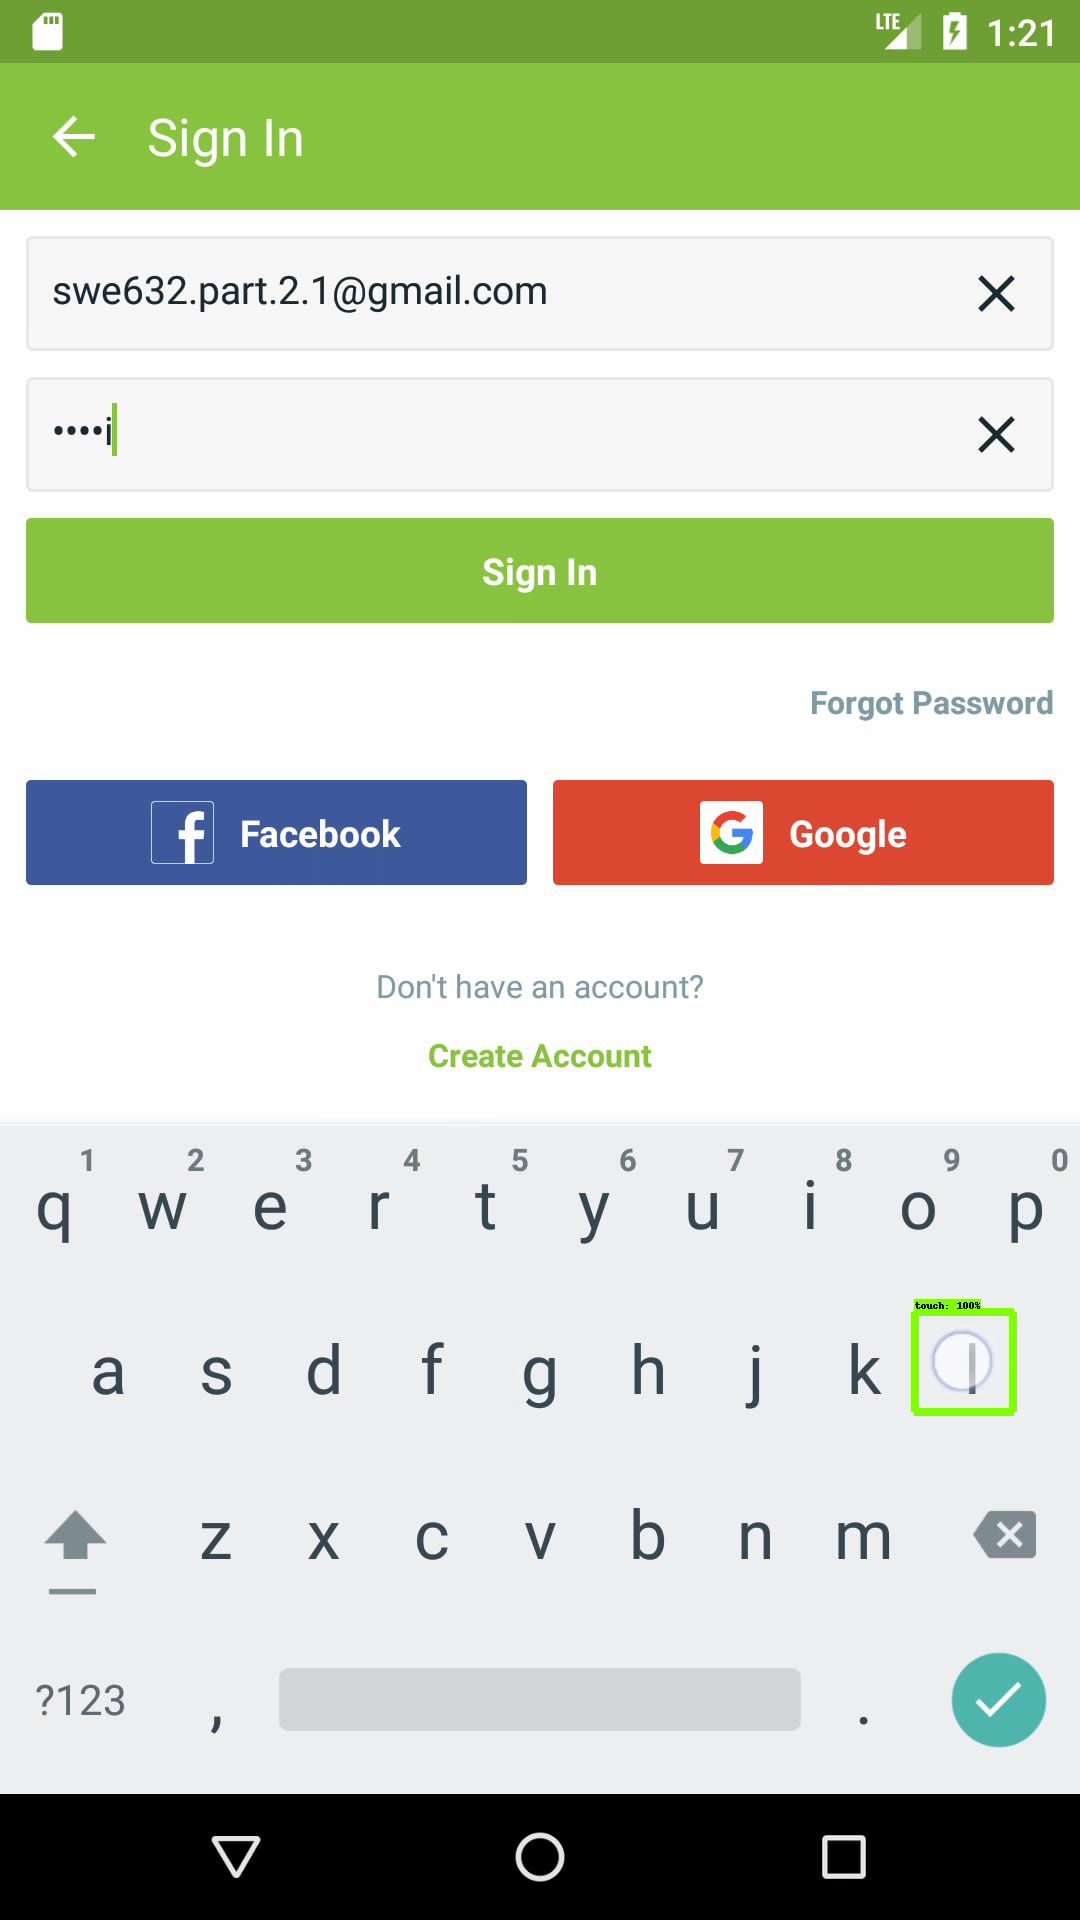 LTE 1:21
Sign In
swe632.part.2.1@gmail.com
••••i
Sign In
Forgot Password
f Facebook G Google
Don't have an account?
Create Account
1 2 3 4 5 6 7 8 9 0
q w e r t y u i o p
touch: 100%
a s d f g h j k l
z x c v b n m
?123 , .